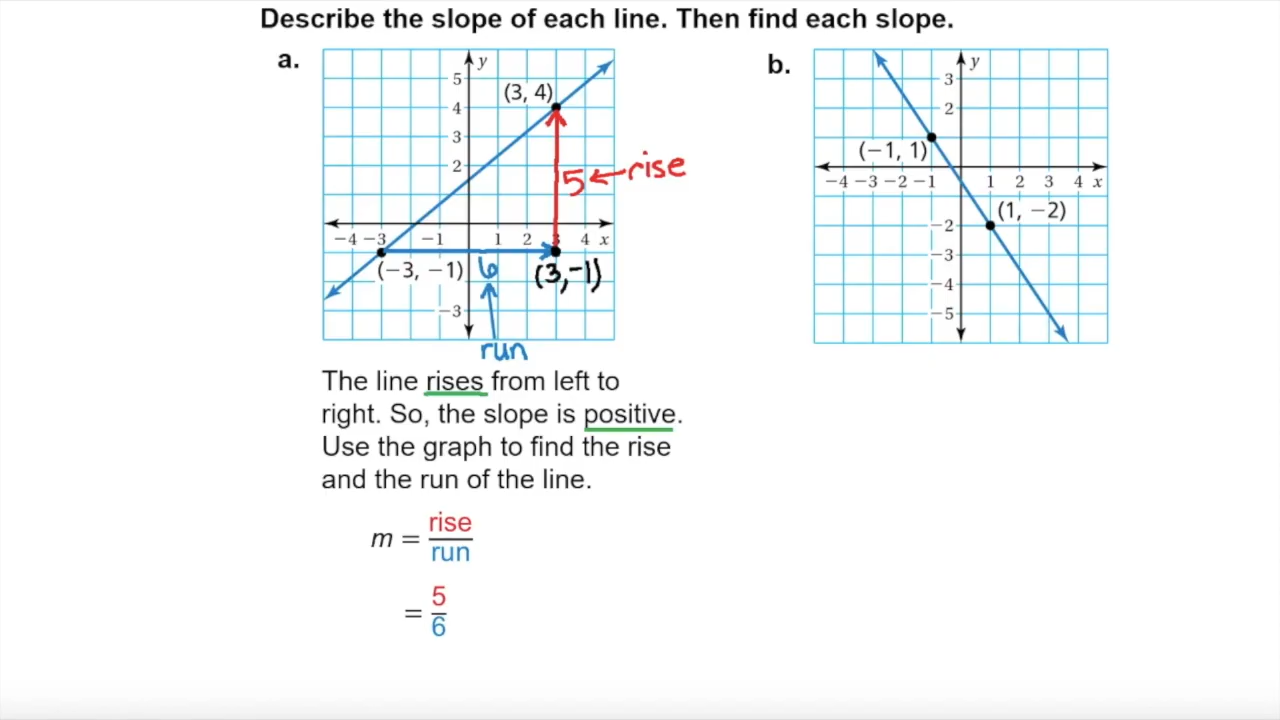 Describe the slope of each line. Then find each slope.
a.
y
5
4
3
2
(3, 4)
5 ← rise
−4 −3 −1 1 2 3 4 x
(−3, −1)
6
(3,−1)
−3
run
The line rises from left to
right. So, the slope is positive.
Use the graph to find the rise
and the run of the line.
m = rise
run
= 5
6
b.
y
3
2
(−1, 1)
−4 −3 −2 −1 1 2 3 4 x
(1, −2)
−2
−3
−4
−5